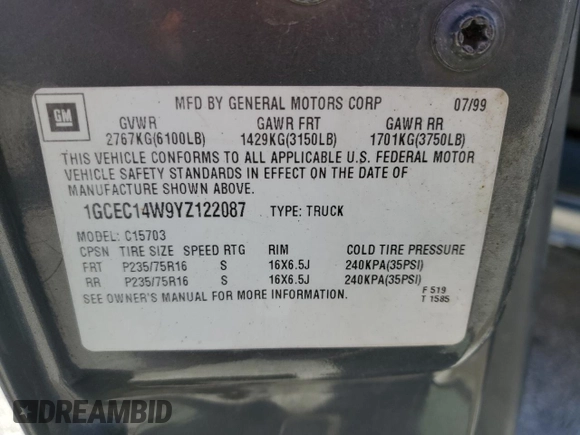 GM
MFD BY GENERAL MOTORS CORP 07/99
GVWR GAWR FRT GAWR RR
2767KG(6100LB) 1429KG(3150LB) 1701KG(3750LB)
THIS VEHICLE CONFORMS TO ALL APPLICABLE U.S. FEDERAL MOTOR
VEHICLE SAFETY STANDARDS IN EFFECT ON THE DATE OF
MANUFACTURE SHOWN ABOVE.
1GCEC14W9YZ122087 TYPE: TRUCK
MODEL: C15703
CPSN TIRE SIZE SPEED RTG RIM COLD TIRE PRESSURE
FRT P235/75R16 S 16X6.5J 240KPA(35PSI)
RR P235/75R16 S 16X6.5J 240KPA(35PSI)
SEE OWNER'S MANUAL FOR MORE INFORMATION.
F 519
T 1585
DREAMBID